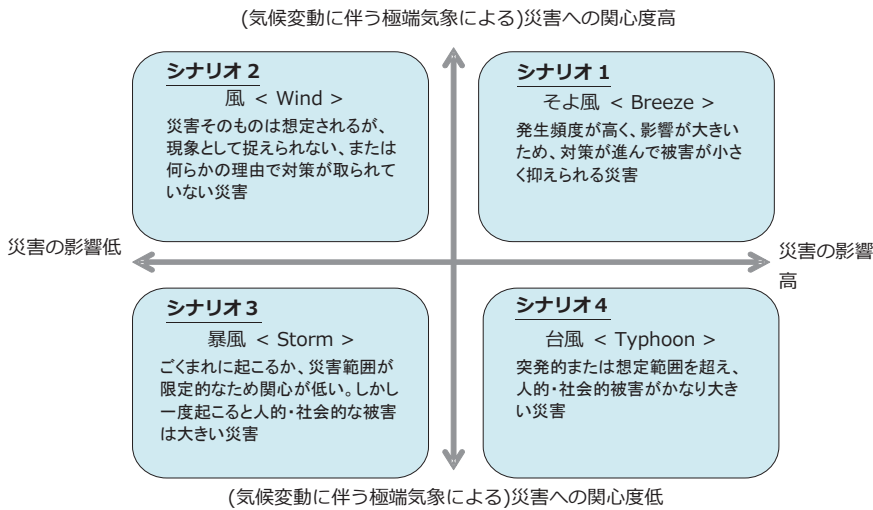 (気候変動に伴う極端気象による)災害への関心度高
シナリオ２
風 < Wind >
災害そのものは想定されるが、
現象として捉えられない、または
何らかの理由で対策が取られて
いない災害
シナリオ１
そよ風 < Breeze >
発生頻度が高く、影響が大きい
ため、対策が進んで被害が小さ
く抑えられる災害
災害の影響低
災害の影響
高
シナリオ３
暴風 < Storm >
ごくまれに起こるか、災害範囲が
限定的なため関心が低い。しかし
一度起こると人的・社会的な被害
は大きい災害
シナリオ４
台風 < Typhoon >
突発的または想定範囲を超え、
人的・社会的被害がかなり大き
い災害
(気候変動に伴う極端気象による)災害への関心度低